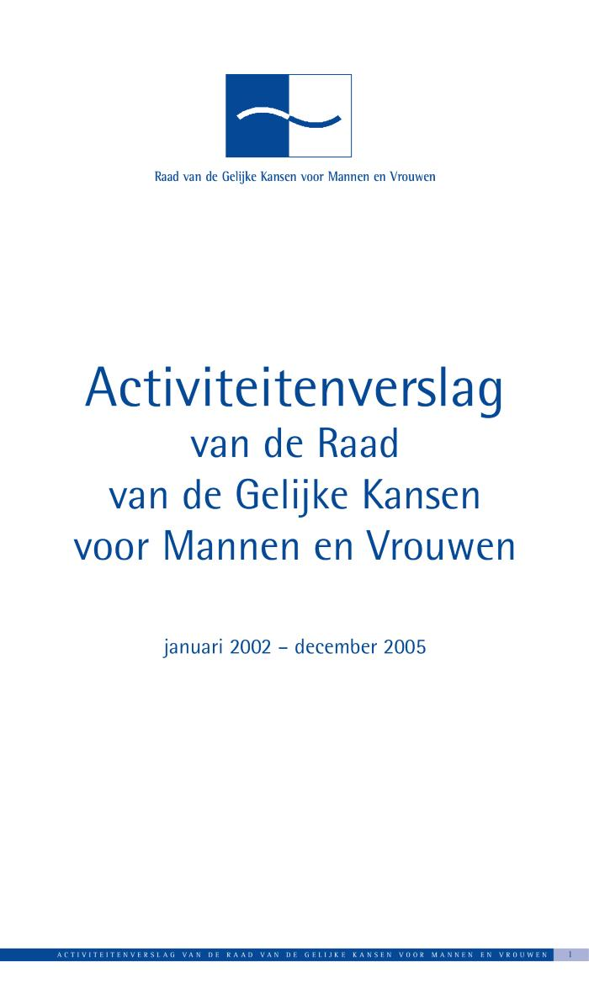 Raad van de Gelijke Kansen voor Mannen en Vrouwen
Activiteitenverslag
van de Raad
van de Gelijke Kansen
voor Mannen en Vrouwen
januari 2002 – december 2005
ACTIVITEITENVERSLAG VAN DE RAAD VAN DE GELIJKE KANSEN VOOR MANNEN EN VROUWEN 1